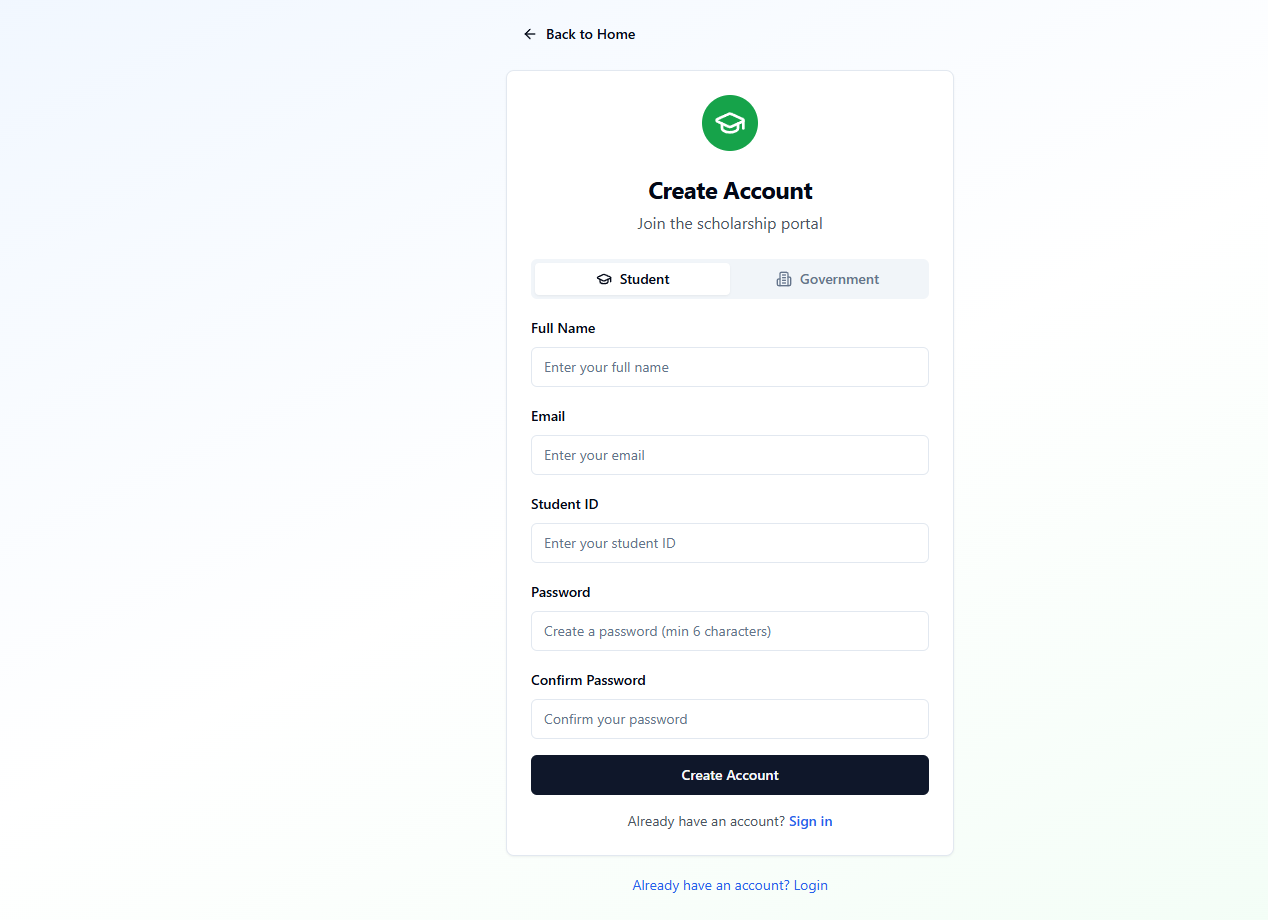 Back to Home
Create Account
Join the scholarship portal
Student Government
Full Name
Enter your full name
Email
Enter your email
Student ID
Enter your student ID
Password
Create a password (min 6 characters)
Confirm Password
Confirm your password
Create Account
Already have an account? Sign in
Already have an account? Login